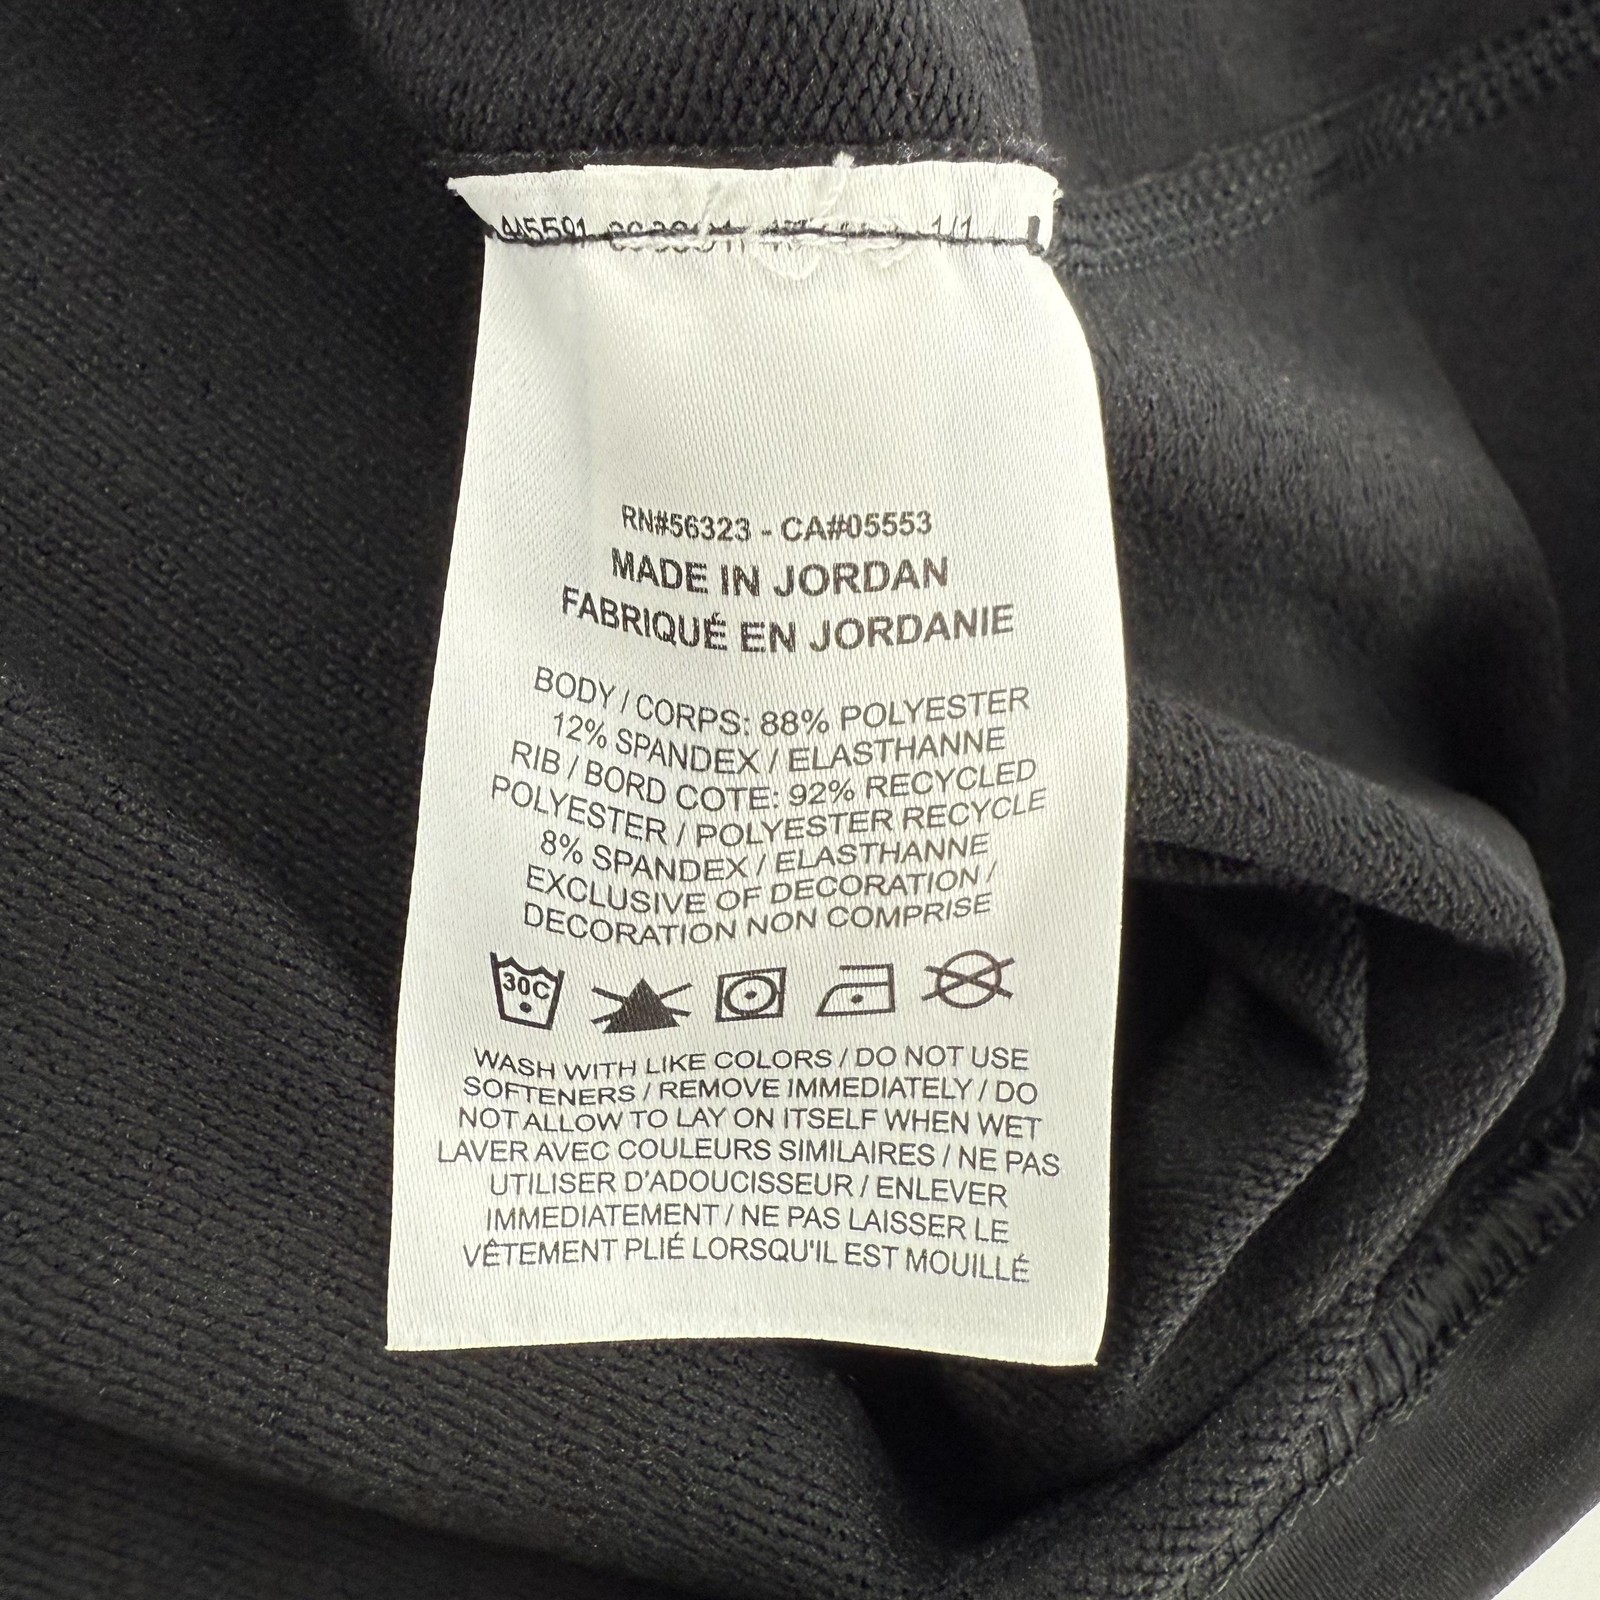 445591 1/1
RN#56323 - CA#05553
MADE IN JORDAN
FABRIQUÉ EN JORDANIE
BODY / CORPS: 88% POLYESTER
12% SPANDEX / ELASTHANNE
RIB / BORD COTE: 92% RECYCLED
POLYESTER / POLYESTER RECYCLE
8% SPANDEX / ELASTHANNE
EXCLUSIVE OF DECORATION /
DECORATION NON COMPRISE
30C
WASH WITH LIKE COLORS / DO NOT USE
SOFTENERS / REMOVE IMMEDIATELY / DO
NOT ALLOW TO LAY ON ITSELF WHEN WET
LAVER AVEC COULEURS SIMILAIRES / NE PAS
UTILISER D'ADOUCISSEUR / ENLEVER
IMMEDIATEMENT / NE PAS LAISSER LE
VÊTEMENT PLIÉ LORSQU'IL EST MOUILLÉ